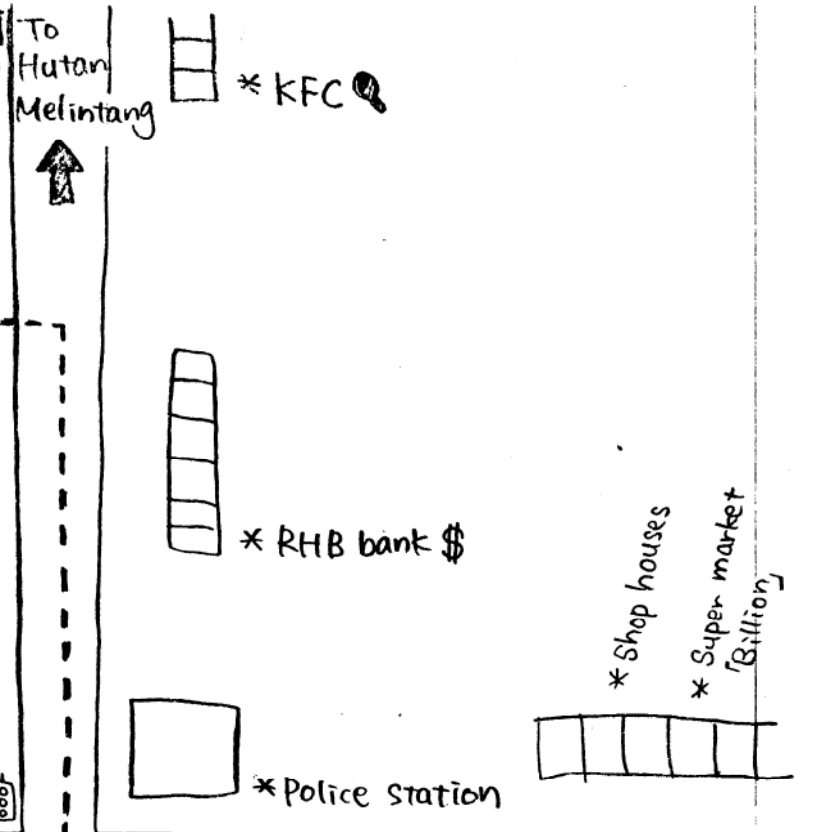 To
Hutan
Melintang
* KFC
* RHB bank $
* Shop houses
* Super market
「Billion」
* Police station